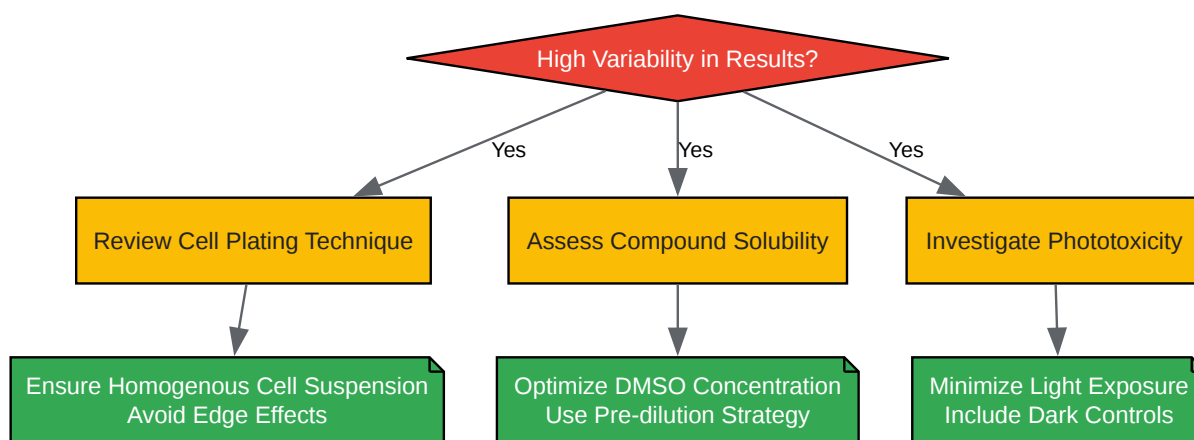 High Variability in Results?
Yes
Yes
Yes
Review Cell Plating Technique
Assess Compound Solubility
Investigate Phototoxicity
Ensure Homogenous Cell Suspension
Avoid Edge Effects
Optimize DMSO Concentration
Use Pre-dilution Strategy
Minimize Light Exposure
Include Dark Controls